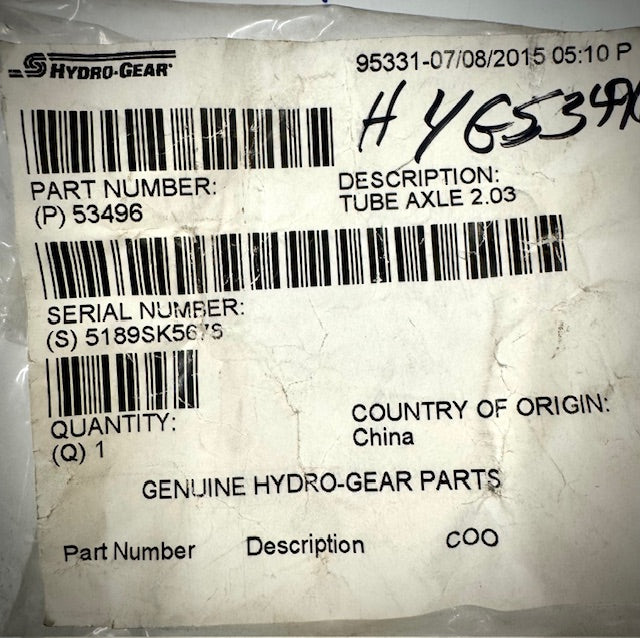 HYDRO-GEAR 95331-07/08/2015 05:10 P
PART NUMBER: DESCRIPTION:
(P) 53496 TUBE AXLE 2.03
SERIAL NUMBER:
(S)
QUANTITY: COUNTRY OF ORIGIN:
(Q) 1 China
GENUINE HYDRO-GEAR PARTS
Part Number Description COO